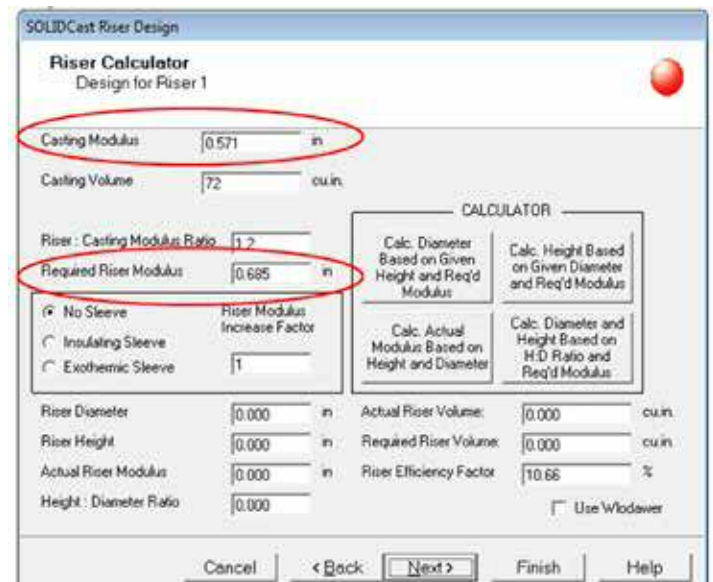 SOLIDCast Riser Design
Riser Calculator
Design for Riser 1
Casting Modulus 0.571 in
Casting Volume 72 cu.in.
CALCULATOR
Riser : Casting Modulus Ratio 1.2
Required Riser Modulus 0.685 in
Calc. Diameter
Based on Given
Height and Req'd
Modulus
Calc. Height Based
on Given Diameter
and Req'd Modulus
No Sleeve
Insulating Sleeve
Exothermic Sleeve
Riser Modulus
Increase Factor
1
Calc. Actual
Modulus Based on
Height and Diameter
Calc. Diameter and
Height Based on
H:D Ratio and
Req'd Modulus
Riser Diameter 0.000 in
Riser Height 0.000 in
Actual Riser Modulus 0.000 in
Height : Diameter Ratio 0.000
Actual Riser Volume: 0.000 cu.in.
Required Riser Volume: 0.000 cu.in
Riser Efficiency Factor 10.66 %
Use Wlodawer
Cancel
< Back
Next >
Finish
Help